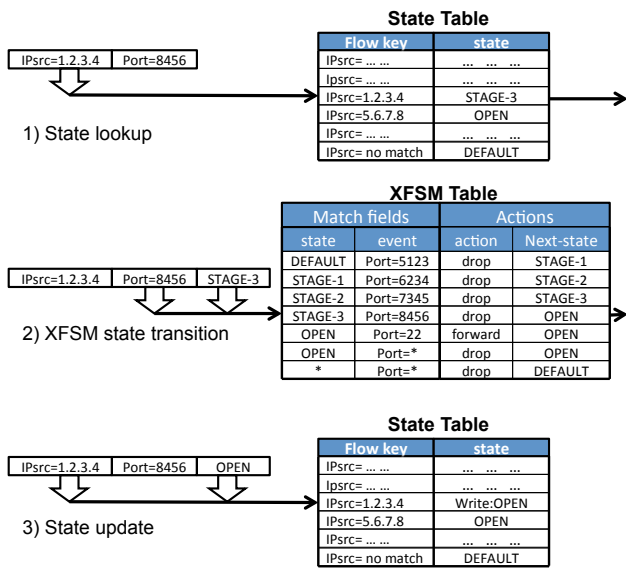 State Table
Flow key state
IPsrc= ... ... ... ... ...
Ipsrc= ... ... ... ... ...
IPsrc=1.2.3.4 STAGE-3
IPsrc=5.6.7.8 OPEN
IPsrc= ... ... ... ... ...
IPsrc= no match DEFAULT
IPsrc=1.2.3.4 Port=8456
1) State lookup
XFSM Table
Match fields Actions
state event action Next-state
DEFAULT Port=5123 drop STAGE-1
STAGE-1 Port=6234 drop STAGE-2
STAGE-2 Port=7345 drop STAGE-3
STAGE-3 Port=8456 drop OPEN
OPEN Port=22 forward OPEN
OPEN Port=* drop OPEN
* Port=* drop DEFAULT
IPsrc=1.2.3.4 Port=8456 STAGE-3
2) XFSM state transition
State Table
Flow key state
IPsrc= ... ... ... ... ...
Ipsrc= ... ... ... ... ...
IPsrc=1.2.3.4 Write:OPEN
IPsrc=5.6.7.8 OPEN
IPsrc= ... ... ... ... ...
IPsrc= no match DEFAULT
IPsrc=1.2.3.4 Port=8456 OPEN
3) State update